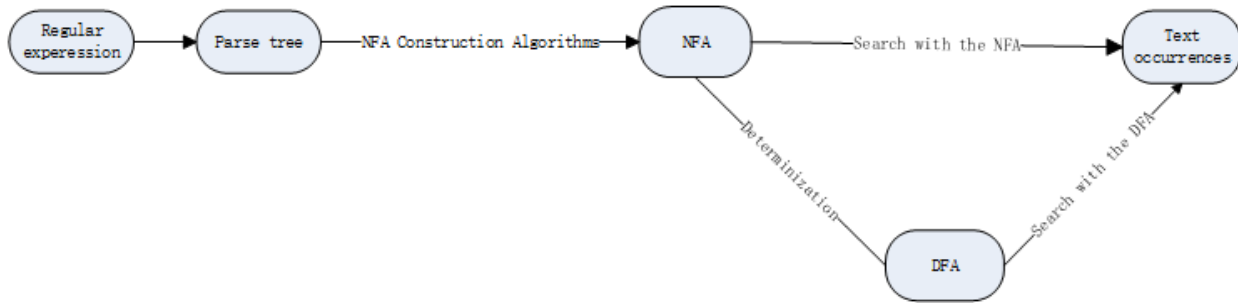 Regular
experession
Parse tree
NFA Construction Algorithms
NFA
Search with the NFA
Text
occurrences
Determinization
Search with the DFA
DFA